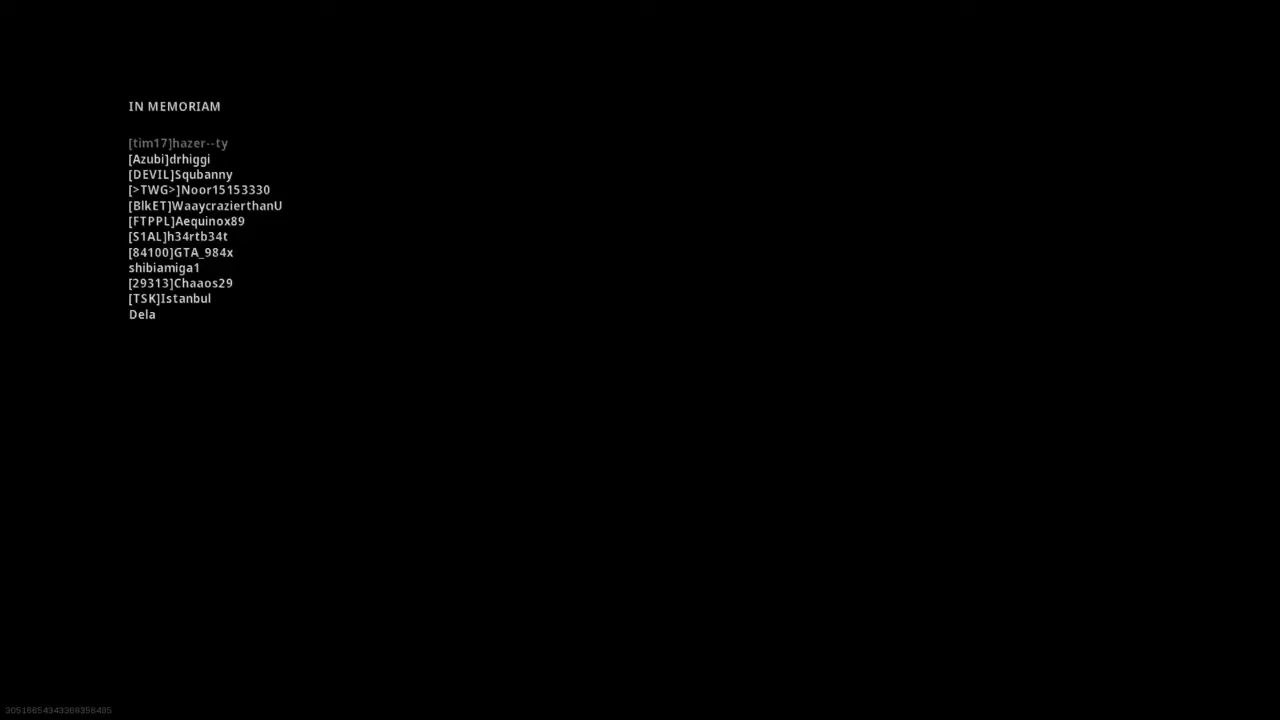 IN MEMORIAM
[tim17]hazer--ty
[Azubi]drhiggi
[DEVIL]Squbanny
[>TWG>]Noor15153330
[BlkET]WaaycrazierthanU
[FTPPL]Aequinox89
[S1AL]h34rtb34t
[84100]GTA_984x
shibiamiga1
[29313]Chaaos29
[TSK]Istanbul
Dela